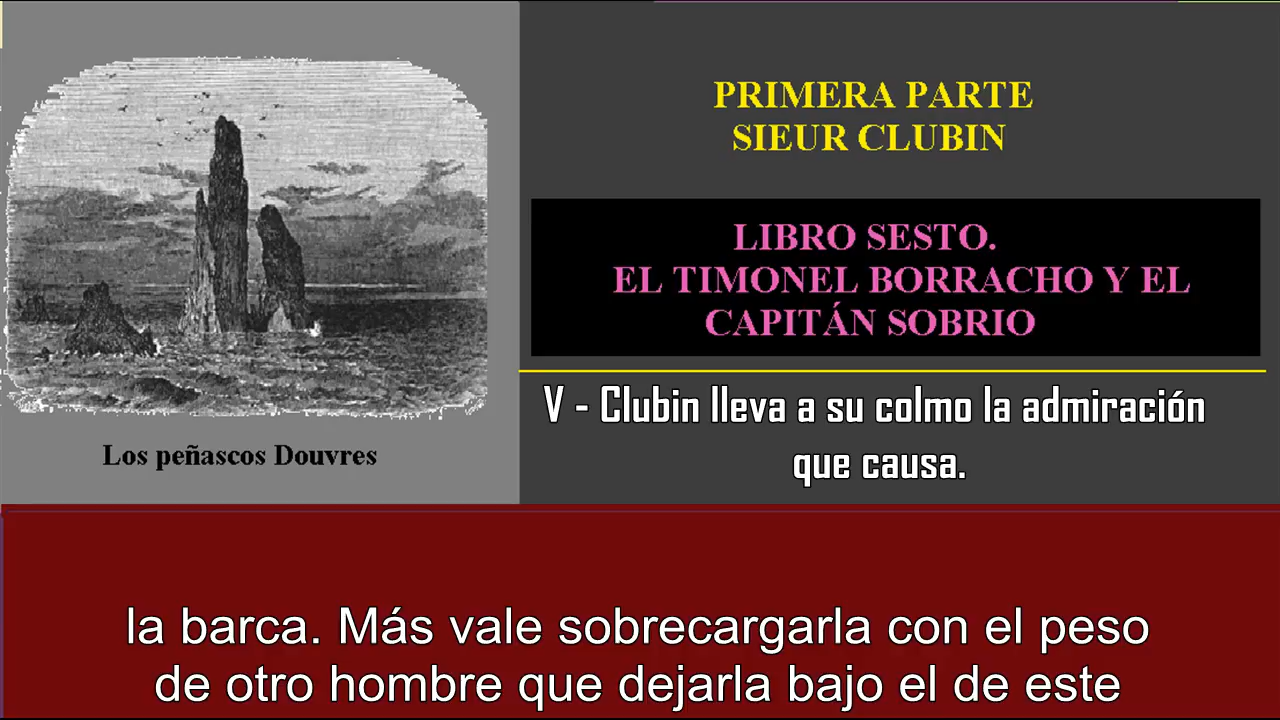 PRIMERA PARTE
SIEUR CLUBIN
LIBRO SESTO.
EL TIMONEL BORRACHO Y EL
CAPITÁN SOBRIO
V - Clubin lleva a su colmo la admiración
que causa.
Los peñascos Douvres
la barca. Más vale sobrecargarla con el peso
de otro hombre que dejarla bajo el de este